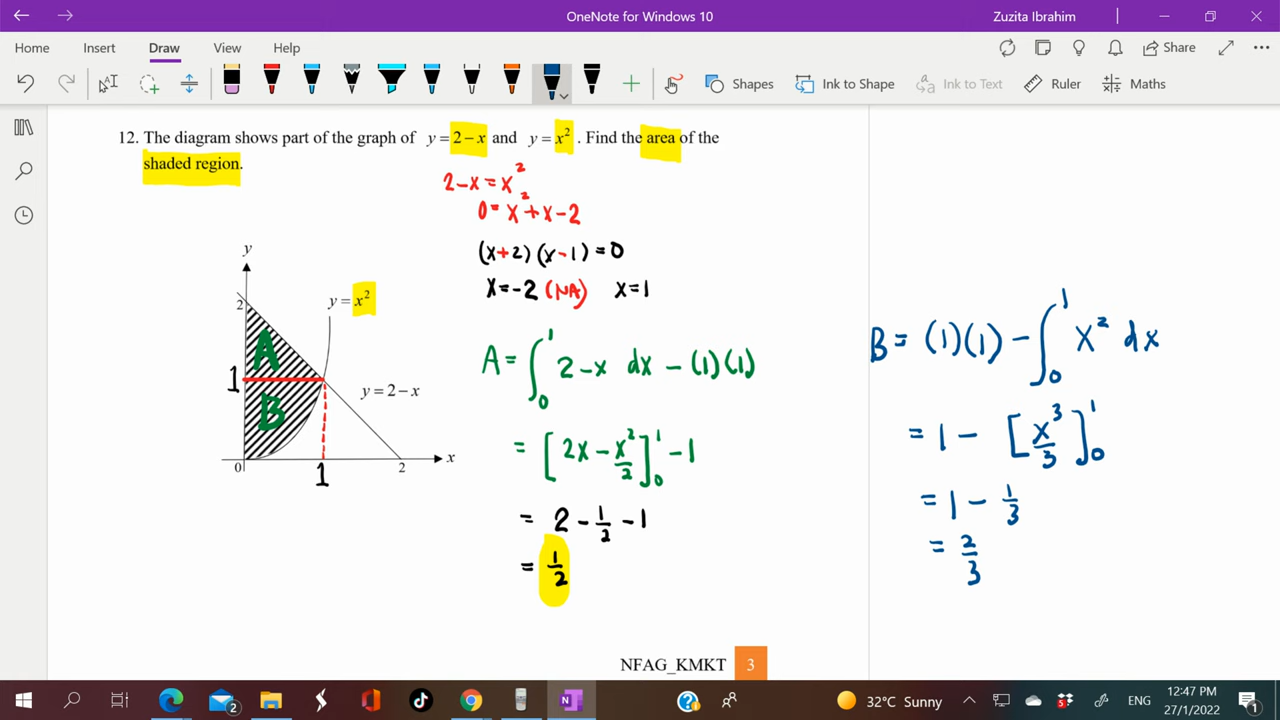 OneNote for Windows 10
Zuzita Ibrahim
Home Insert Draw View Help
Share
Shapes Ink to Shape Ink to Text Ruler Maths
12. The diagram shows part of the graph of y = 2 − x and y = x² . Find the area of the
shaded region.
2-x = x²
0 = x² + x - 2
(x+2)(x-1) = 0
x = -2 (NA) x = 1
y
2
y = x²
A
1
B
y = 2 − x
0
1
2
x
A = ∫₀¹ 2-x dx - (1)(1)
= [2x - x²/2]₀¹ - 1
= 2 - 1/2 - 1
= 1/2
B = (1)(1) - ∫₀¹ x² dx
= 1 - [x³/3]₀¹
= 1 - 1/3
= 2/3
NFAG_KMKT 3
2
32°C Sunny
ENG
12:47 PM
27/1/2022
1